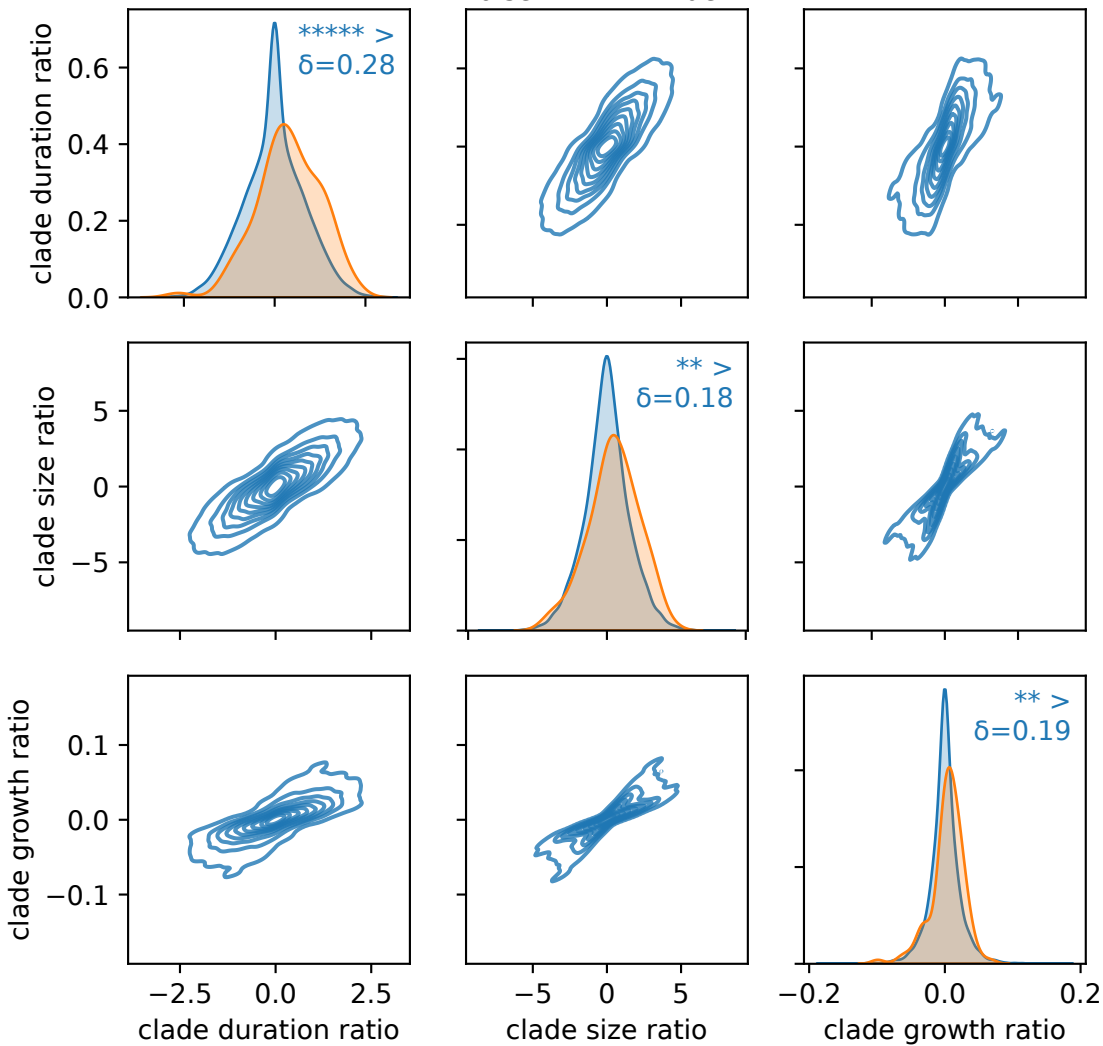 clade duration ratio
0.6
0.4
0.2
0.0
***** >
δ=0.28
clade size ratio
5
0
−5
** >
δ=0.18
clade growth ratio
0.1
0.0
−0.1
** >
δ=0.19
−2.5 0.0 2.5
−5 0 5
−0.2 0.0 0.2
clade duration ratio
clade size ratio
clade growth ratio